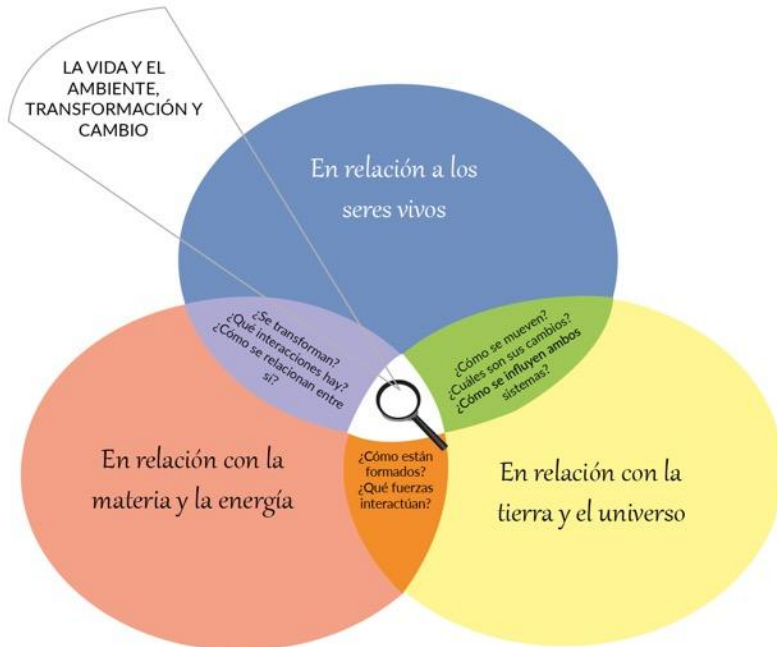 LA VIDA Y EL
AMBIENTE,
TRANSFORMACIÓN Y
CAMBIO
En relación a los
seres vivos
¿Se transforman?
¿Qué interacciones hay?
¿Cómo se relacionan entre
sí?
¿Cómo se mueven?
¿Cuáles son sus cambios?
¿Cómo se influyen ambos
sistemas?
En relación con la
materia y la energía
¿Cómo están
formados?
¿Qué fuerzas
interactúan?
En relación con la
tierra y el universo